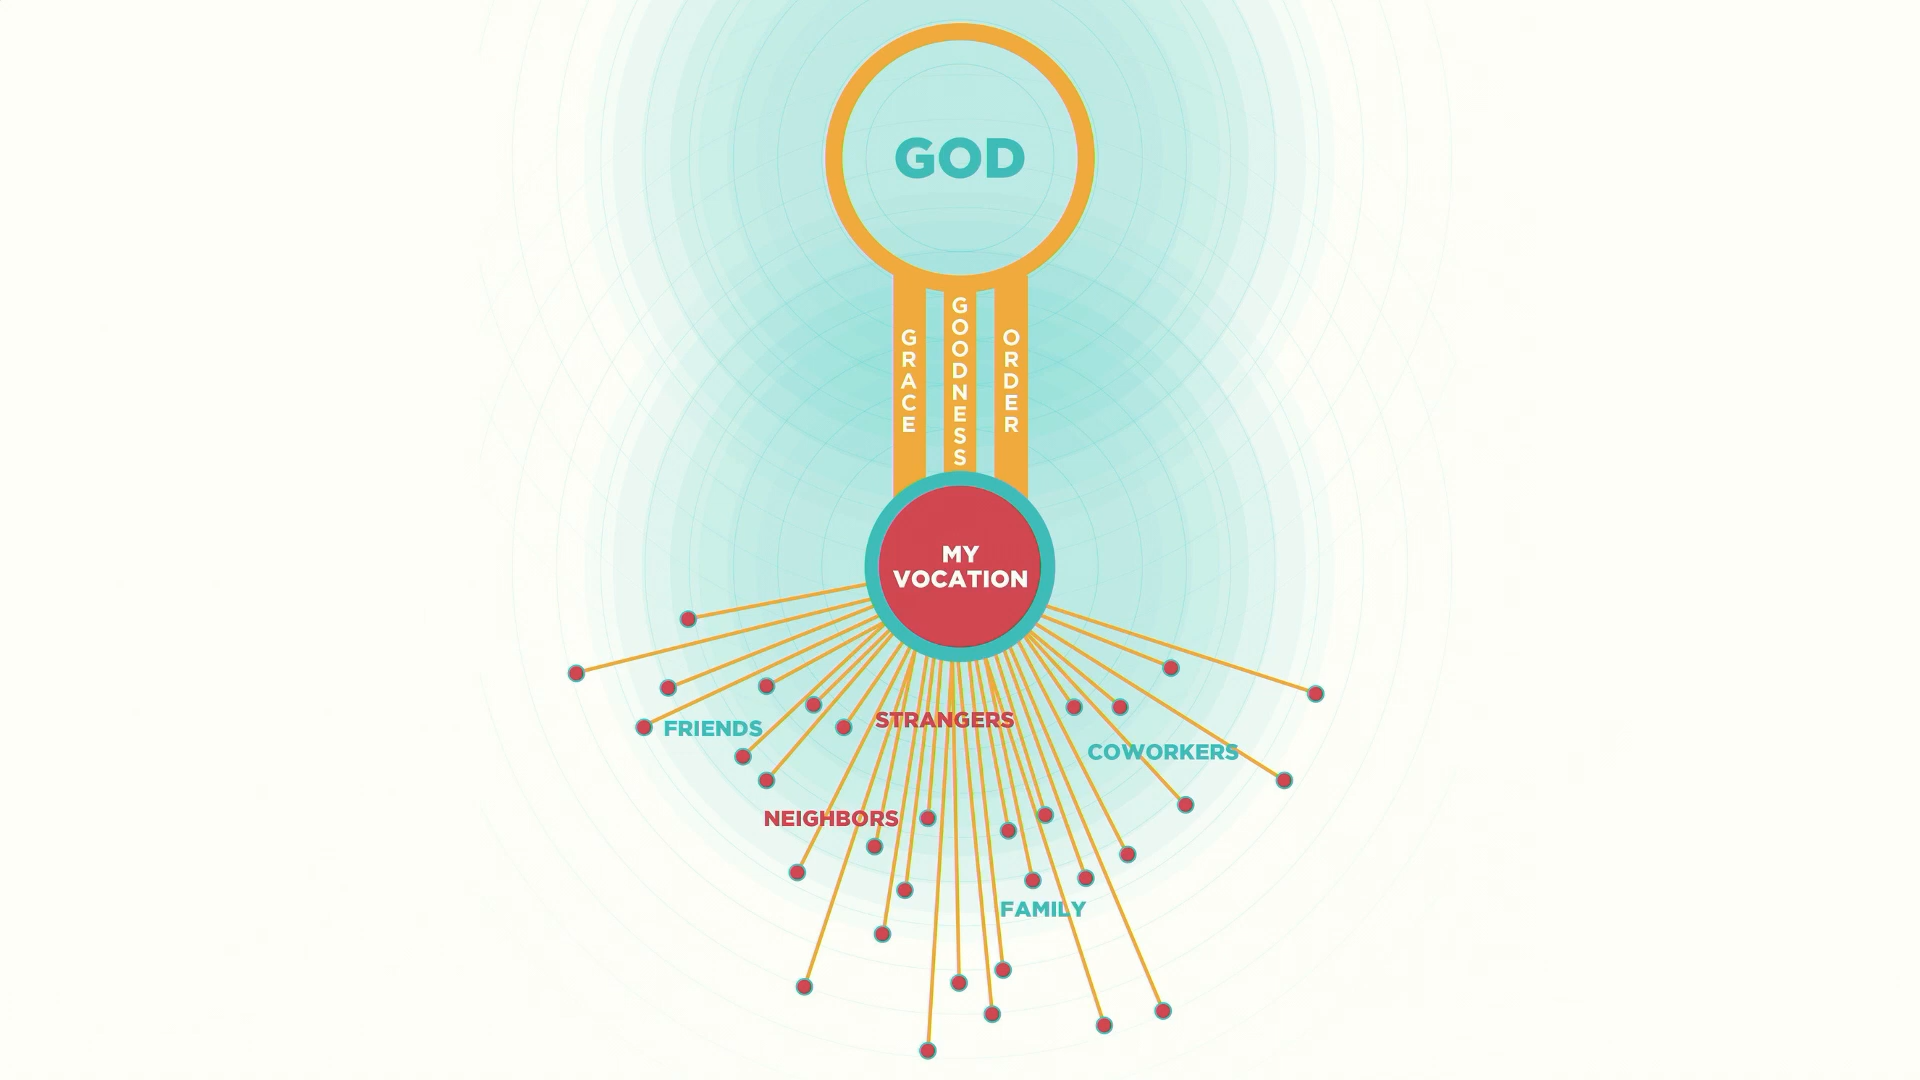 GOD
GRACE
GOODNESS
ORDER
MY
VOCATION
STRANGERS
FRIENDS
COWORKERS
NEIGHBORS
FAMILY